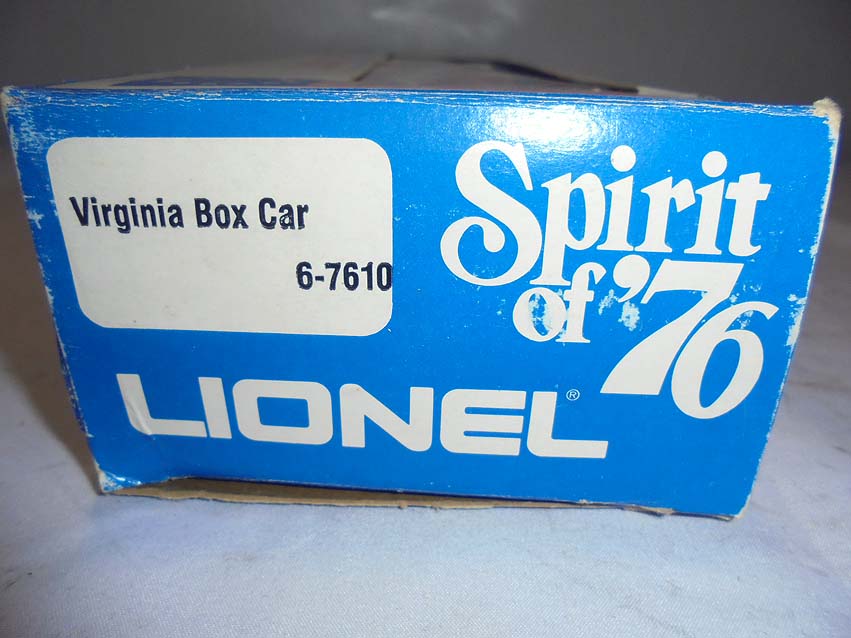 Virginia Box Car
6-7610
Spirit
of '76
LIONEL®